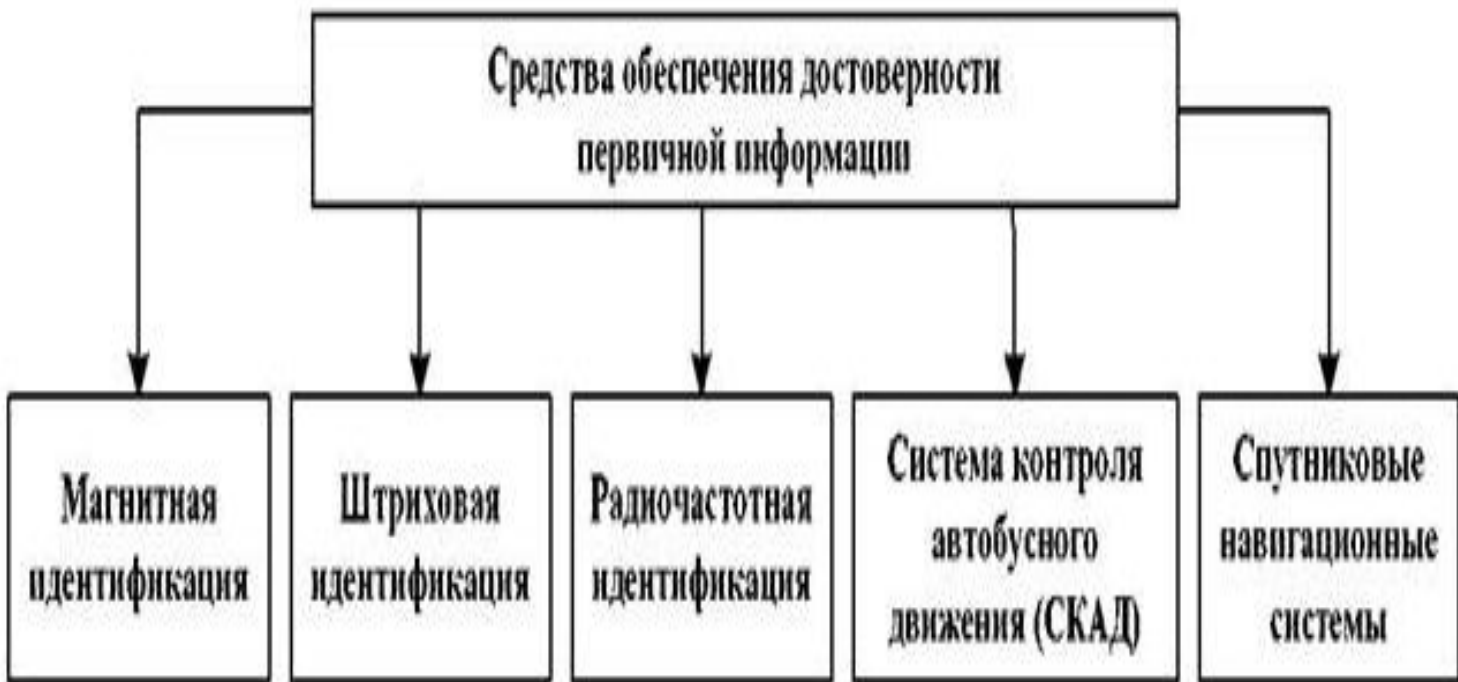 Средства обеспечения достоверности
первичной информации
Магнитная
идентификация
Штриховая
идентификация
Радиочастотная
идентификация
Система контроля
автобусного
движения (СКАД)
Спутниковые
навигационные
системы